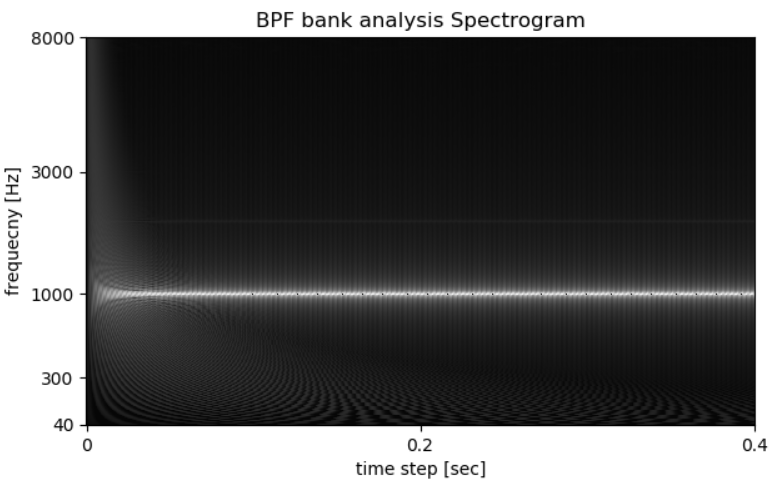 BPF bank analysis Spectrogram
8000
3000
1000
300
40
frequecny [Hz]
0
0.2
0.4
time step [sec]